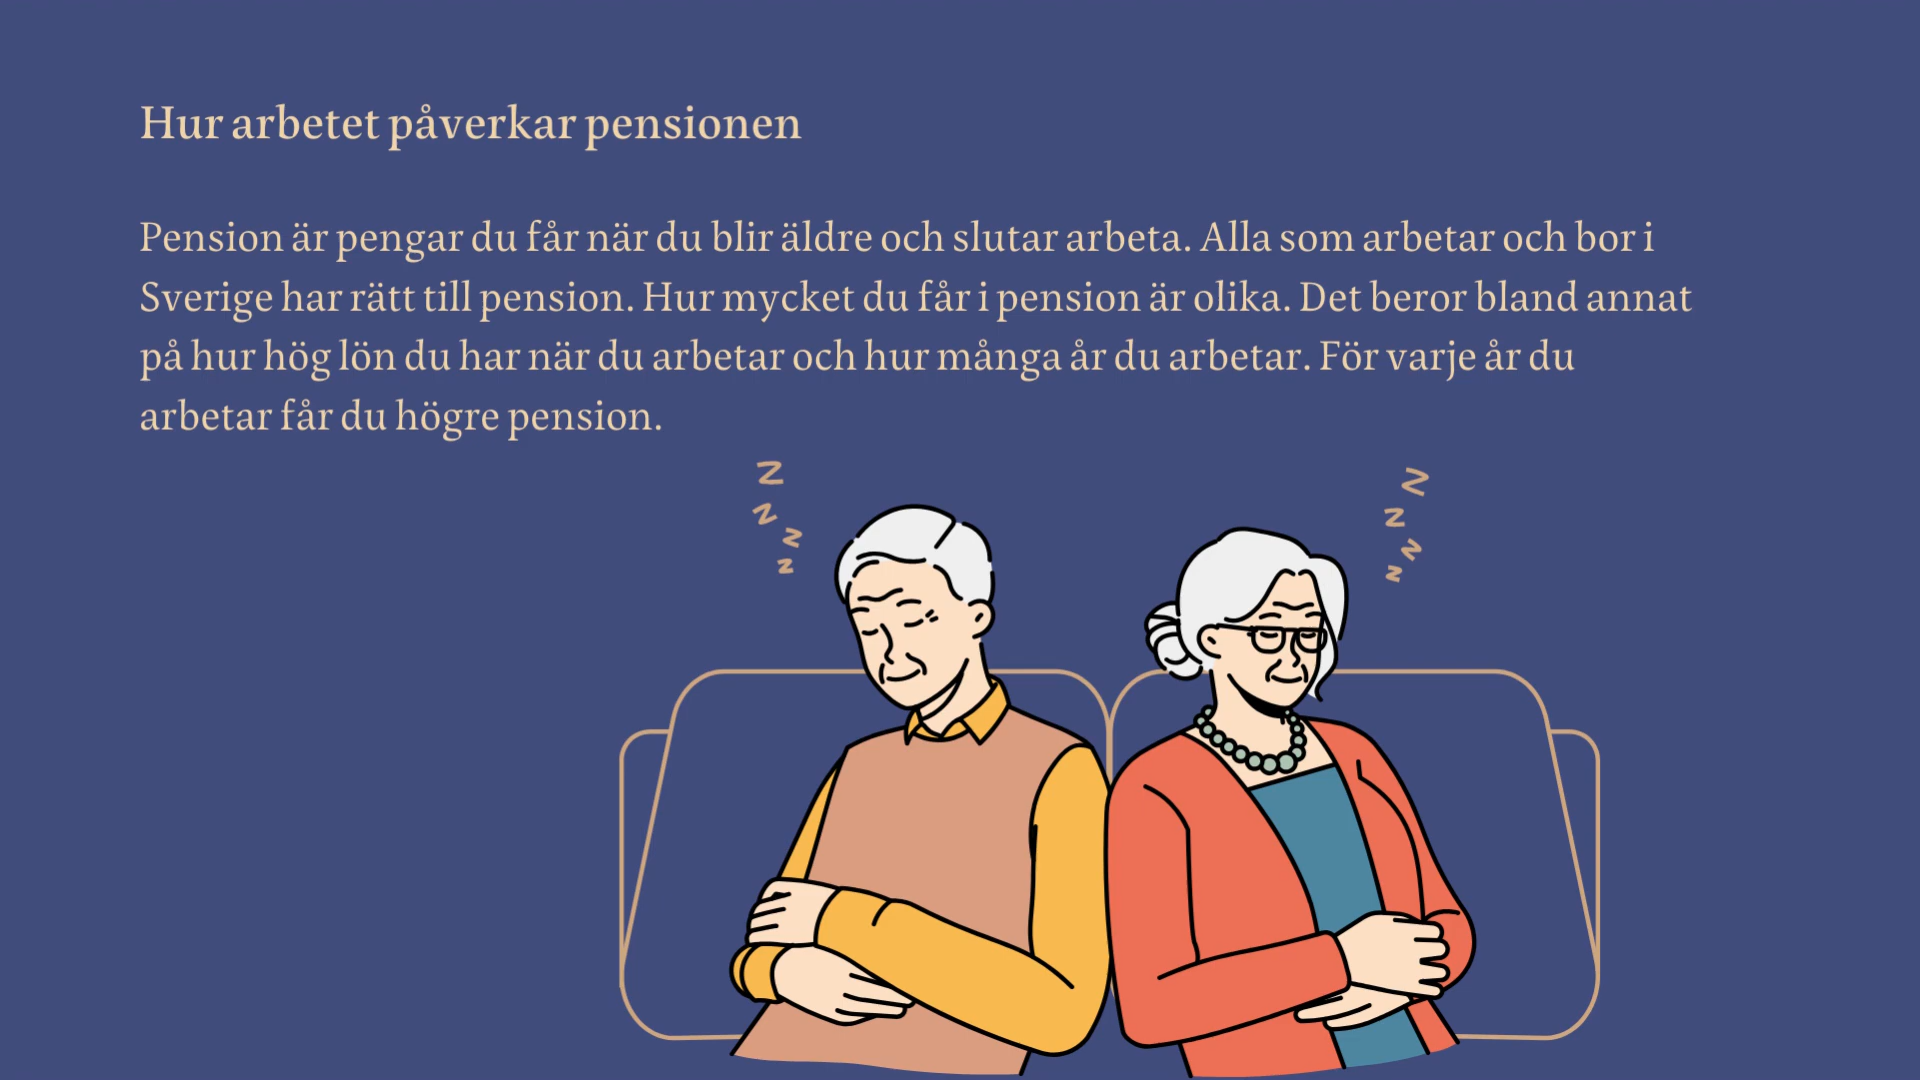 Hur arbetet påverkar pensionen
Pension är pengar du får när du blir äldre och slutar arbeta. Alla som arbetar och bor i
Sverige har rätt till pension. Hur mycket du får i pension är olika. Det beror bland annat
på hur hög lön du har när du arbetar och hur många år du arbetar. För varje år du
arbetar får du högre pension.
Z Z
Z Z
Z Z
Z Z